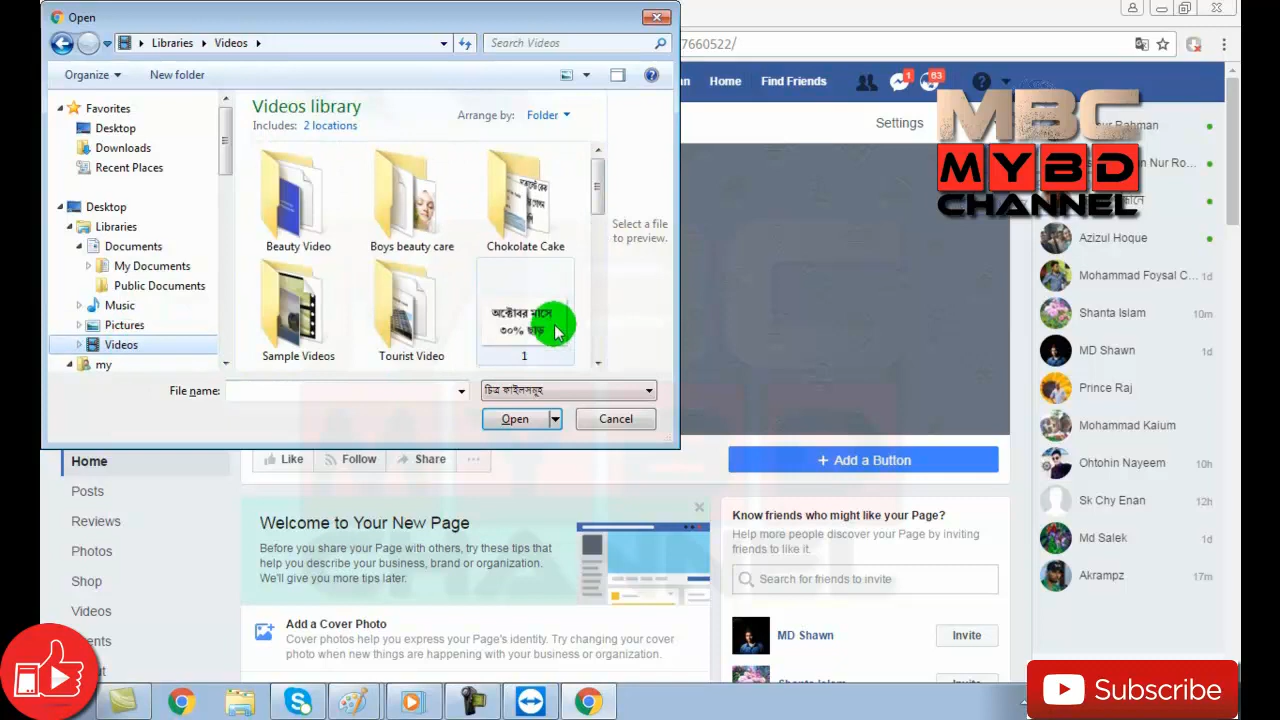 Open
Libraries
Videos
Search Videos
7660522/
Organize
New folder
Home
Find Friends
1
63
Favorites
Desktop
Downloads
Recent Places
Desktop
Libraries
Documents
My Documents
Public Documents
Music
Pictures
Videos
my
Videos library
Includes: 2 locations
Arrange by:
Folder
Beauty Video
Boys beauty care
Chokolate Cake
Sample Videos
Tourist Video
অক্টোবর মাসে
৩০% ছাড়
1
Select a file
to preview.
File name:
চিত্র ফাইলসমূহ
Open
Cancel
Settings
MBC
MYBD
CHANNEL
Azizul Hoque
Mohammad Foysal C...
1d
Shanta Islam
10m
MD Shawn
1d
Prince Raj
Mohammad Kaium
Ohtohin Nayeem
10h
Sk Chy Enan
12h
Md Salek
1d
Akrampz
17m
Home
Posts
Reviews
Photos
Shop
Videos
Like
Follow
Share
...
+ Add a Button
Welcome to Your New Page
Before you share your Page with others, try these tips that
help you describe your business, brand or organization.
We'll give you more tips later.
Add a Cover Photo
Cover photos help you express your Page's identity. Try changing your cover
photo when new things are happening with your business or organization.
Know friends who might like your Page?
Help more people discover your Page by inviting
friends to like it.
Search for friends to invite
MD Shawn
Invite
Subscribe